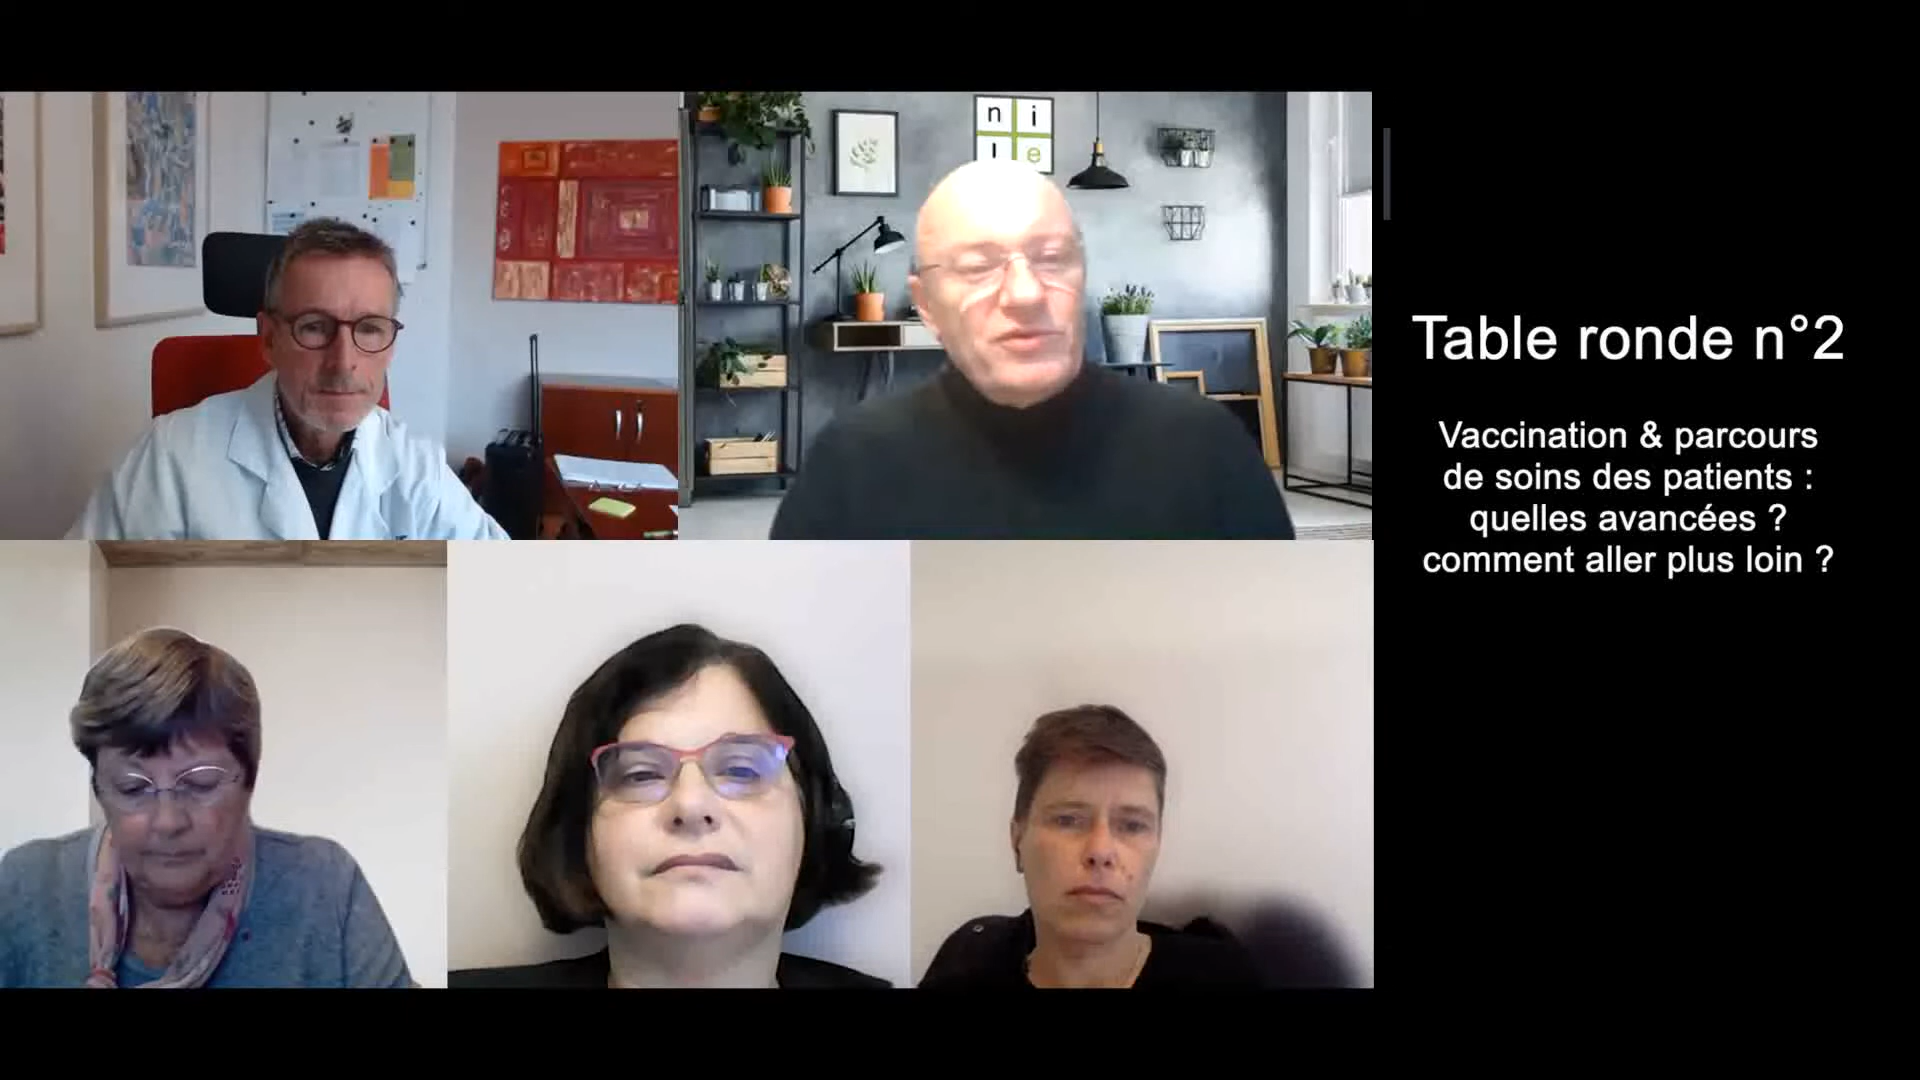 n i
l e
Table ronde n°2
Vaccination & parcours
de soins des patients :
quelles avancées ?
comment aller plus loin ?